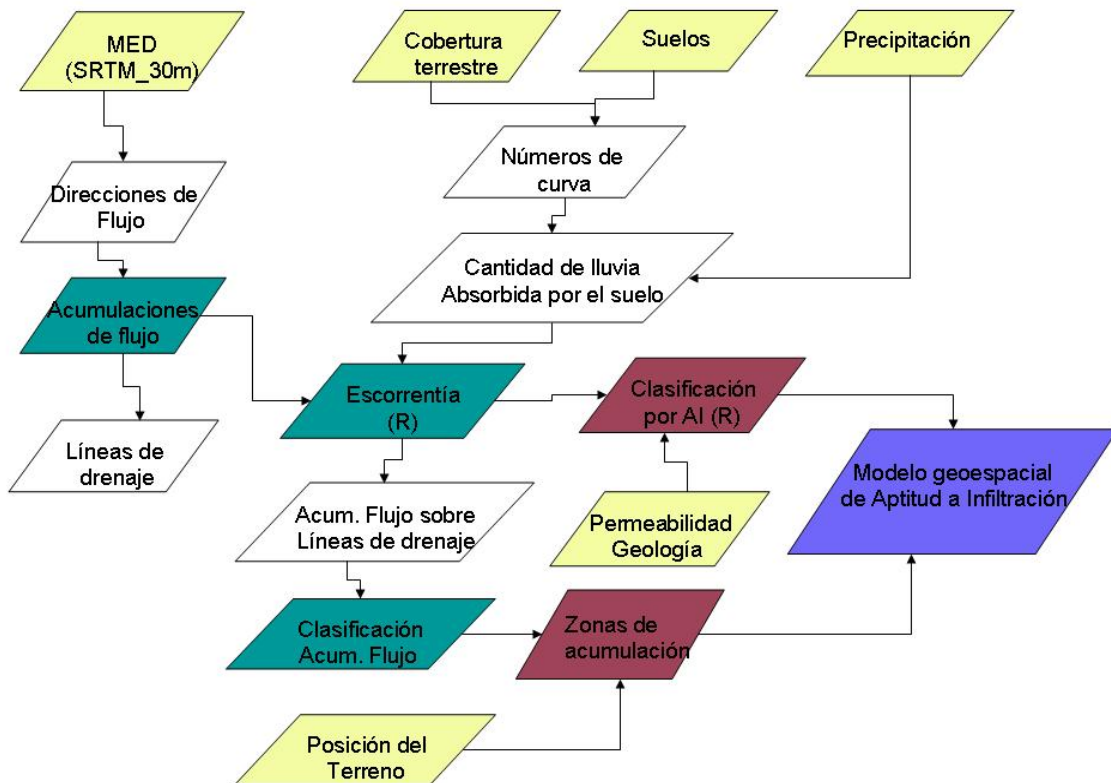 MED
(SRTM_30m)
Cobertura
terrestre
Suelos
Precipitación
Números de
curva
Direcciones de
Flujo
Cantidad de lluvia
Absorbida por el suelo
Acumulaciones
de flujo
Escorrentía
(R)
Clasificación
por AI (R)
Líneas de
drenaje
Modelo geoespacial
de Aptitud a Infiltración
Acum. Flujo sobre
Líneas de drenaje
Permeabilidad
Geología
Clasificación
Acum. Flujo
Zonas de
acumulación
Posición del
Terreno